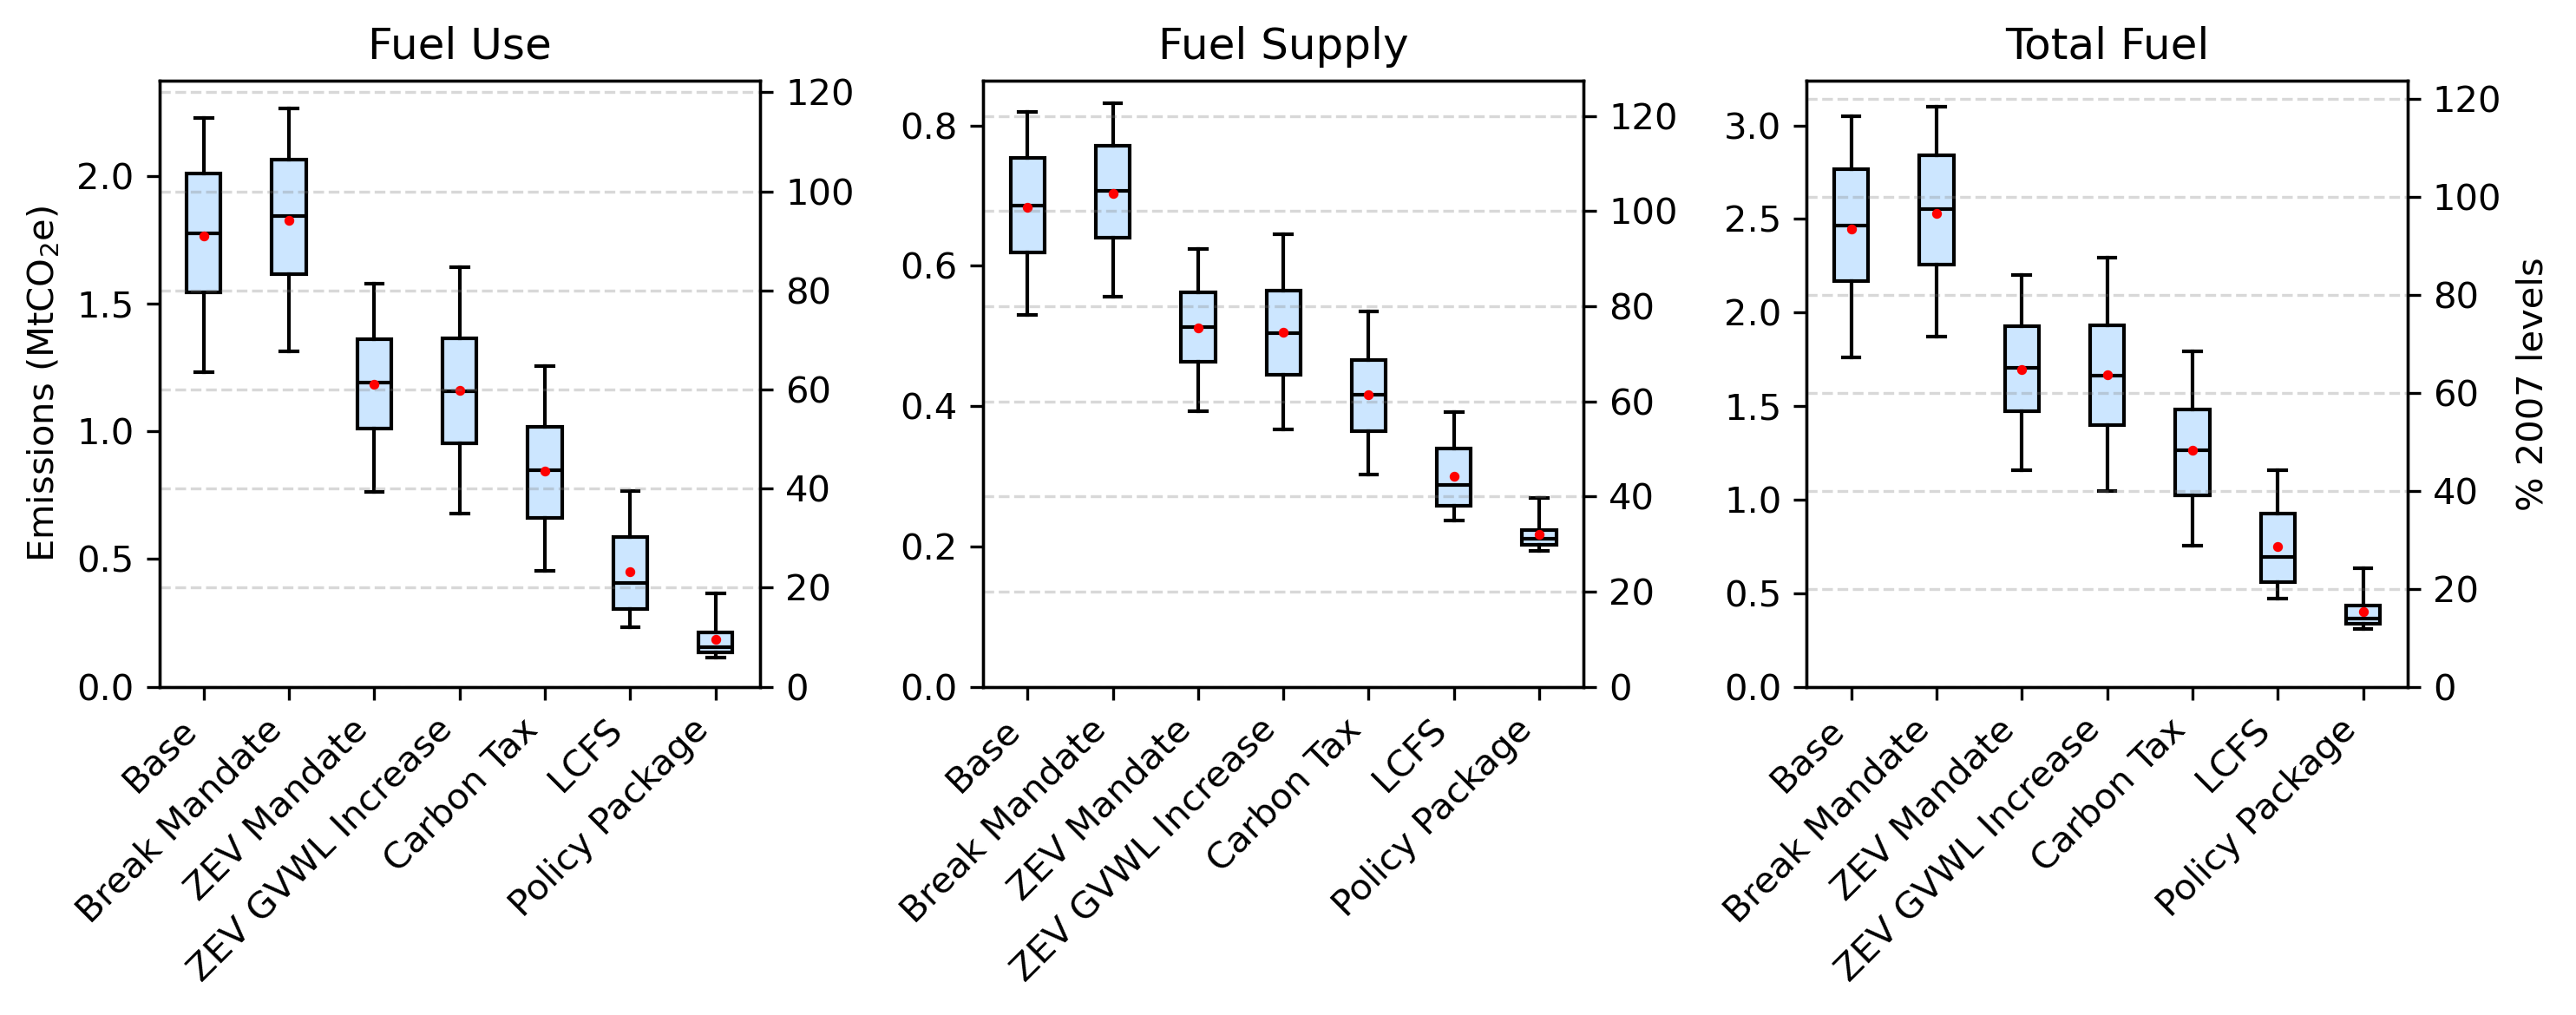 Fuel Use
Emissions (MtCO₂e)
2.0
1.5
1.0
0.5
0.0
120
100
80
60
40
20
0
Base
Break Mandate
ZEV Mandate
ZEV GVWL Increase
Carbon Tax
LCFS
Policy Package
Fuel Supply
0.8
0.6
0.4
0.2
0.0
120
100
80
60
40
20
0
Base
Break Mandate
ZEV Mandate
ZEV GVWL Increase
Carbon Tax
LCFS
Policy Package
Total Fuel
3.0
2.5
2.0
1.5
1.0
0.5
0.0
120
100
80
60
40
20
0
% 2007 levels
Base
Break Mandate
ZEV Mandate
ZEV GVWL Increase
Carbon Tax
LCFS
Policy Package